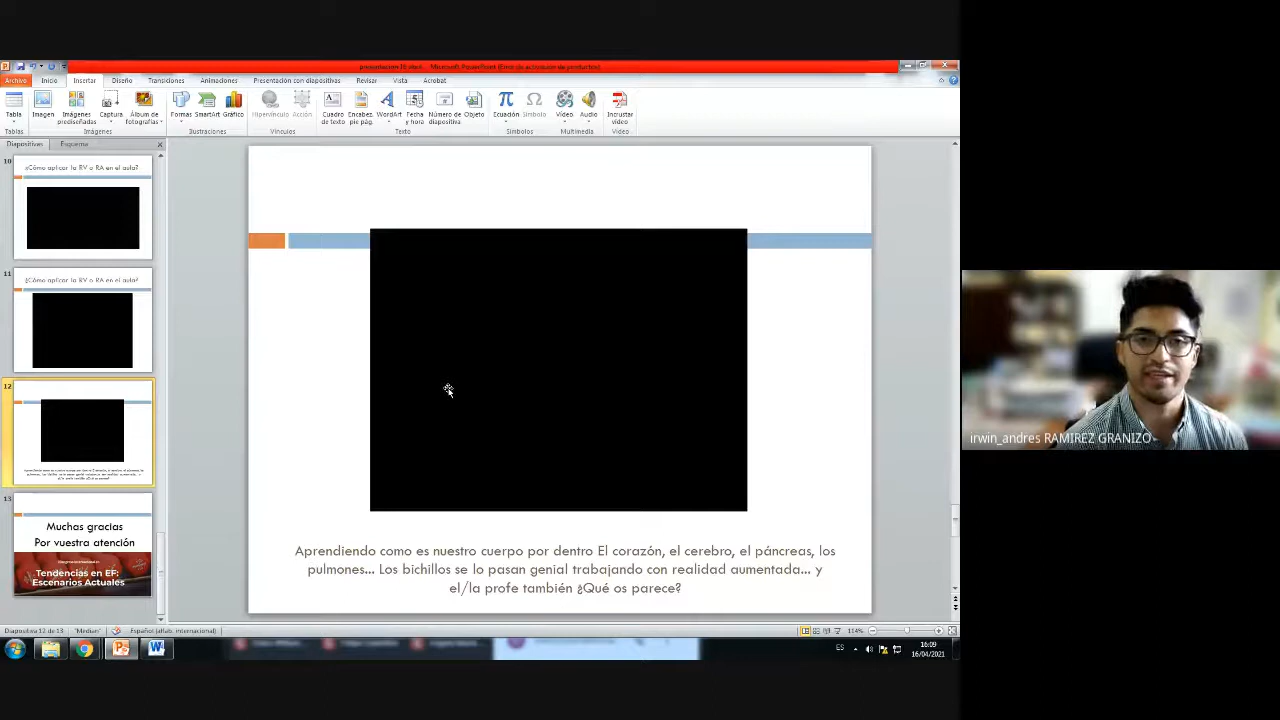 Archivo Inicio Insertar Diseño Transiciones Animaciones Presentación con diapositivas Revisar Vista Acrobat
Tabla Imagen Imágenes prediseñadas Captura Álbum de fotografías Formas SmartArt Gráfico Hipervínculo Acción Cuadro de texto Encabez. pie pág. WordArt Fecha y hora Número de diapositiva Objeto Ecuación Símbolo Vídeo Audio Incrustar vídeo
Tablas Imágenes Ilustraciones Vínculos Texto Símbolos Multimedia Vídeo
Diapositivas Esquema
10
¿Cómo aplicar la RV o RA en el aula?
11
¿Cómo aplicar la RV o RA en el aula?
12
13
Muchas gracias
Por vuestra atención
Tendencias en EF:
Escenarios Actuales
Aprendiendo como es nuestro cuerpo por dentro El corazón, el cerebro, el páncreas, los
pulmones... Los bichillos se lo pasan genial trabajando con realidad aumentada... y
el/la profe también ¿Qué os parece?
irwin_andres RAMIREZ GRANIZO
Diapositiva 12 de 13 "Median" Español (alfab. internacional) 114%
ES 16:09
16/04/2021